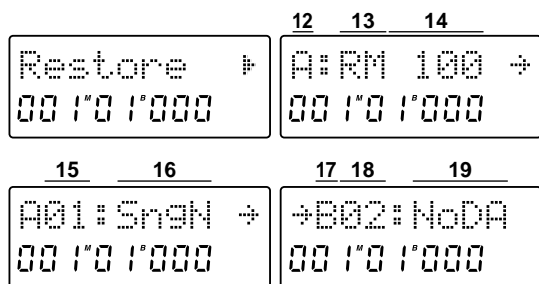 12 13 14
Restore ▶
A:RM 100 →
001ᴹ01ᴮ000
001ᴹ01ᴮ000
15 16
17 18 19
A01:SngN →
→B02:NoDA
001ᴹ01ᴮ000
001ᴹ01ᴮ000